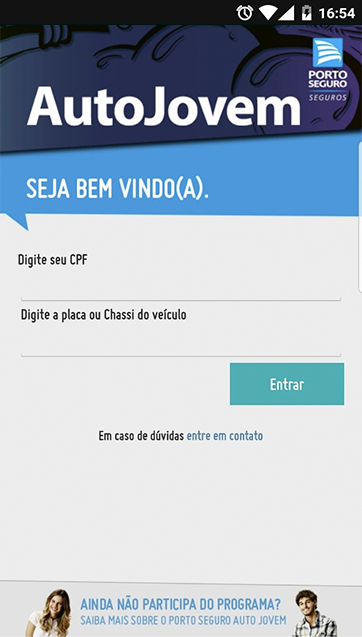 16:54
PORTO
SEGURO
SEGUROS
AutoJovem
SEJA BEM VINDO(A).
Digite seu CPF
Digite a placa ou Chassi do veículo
Entrar
Em caso de dúvidas entre em contato
AINDA NÃO PARTICIPA DO PROGRAMA?
SAIBA MAIS SOBRE O PORTO SEGURO AUTO JOVEM